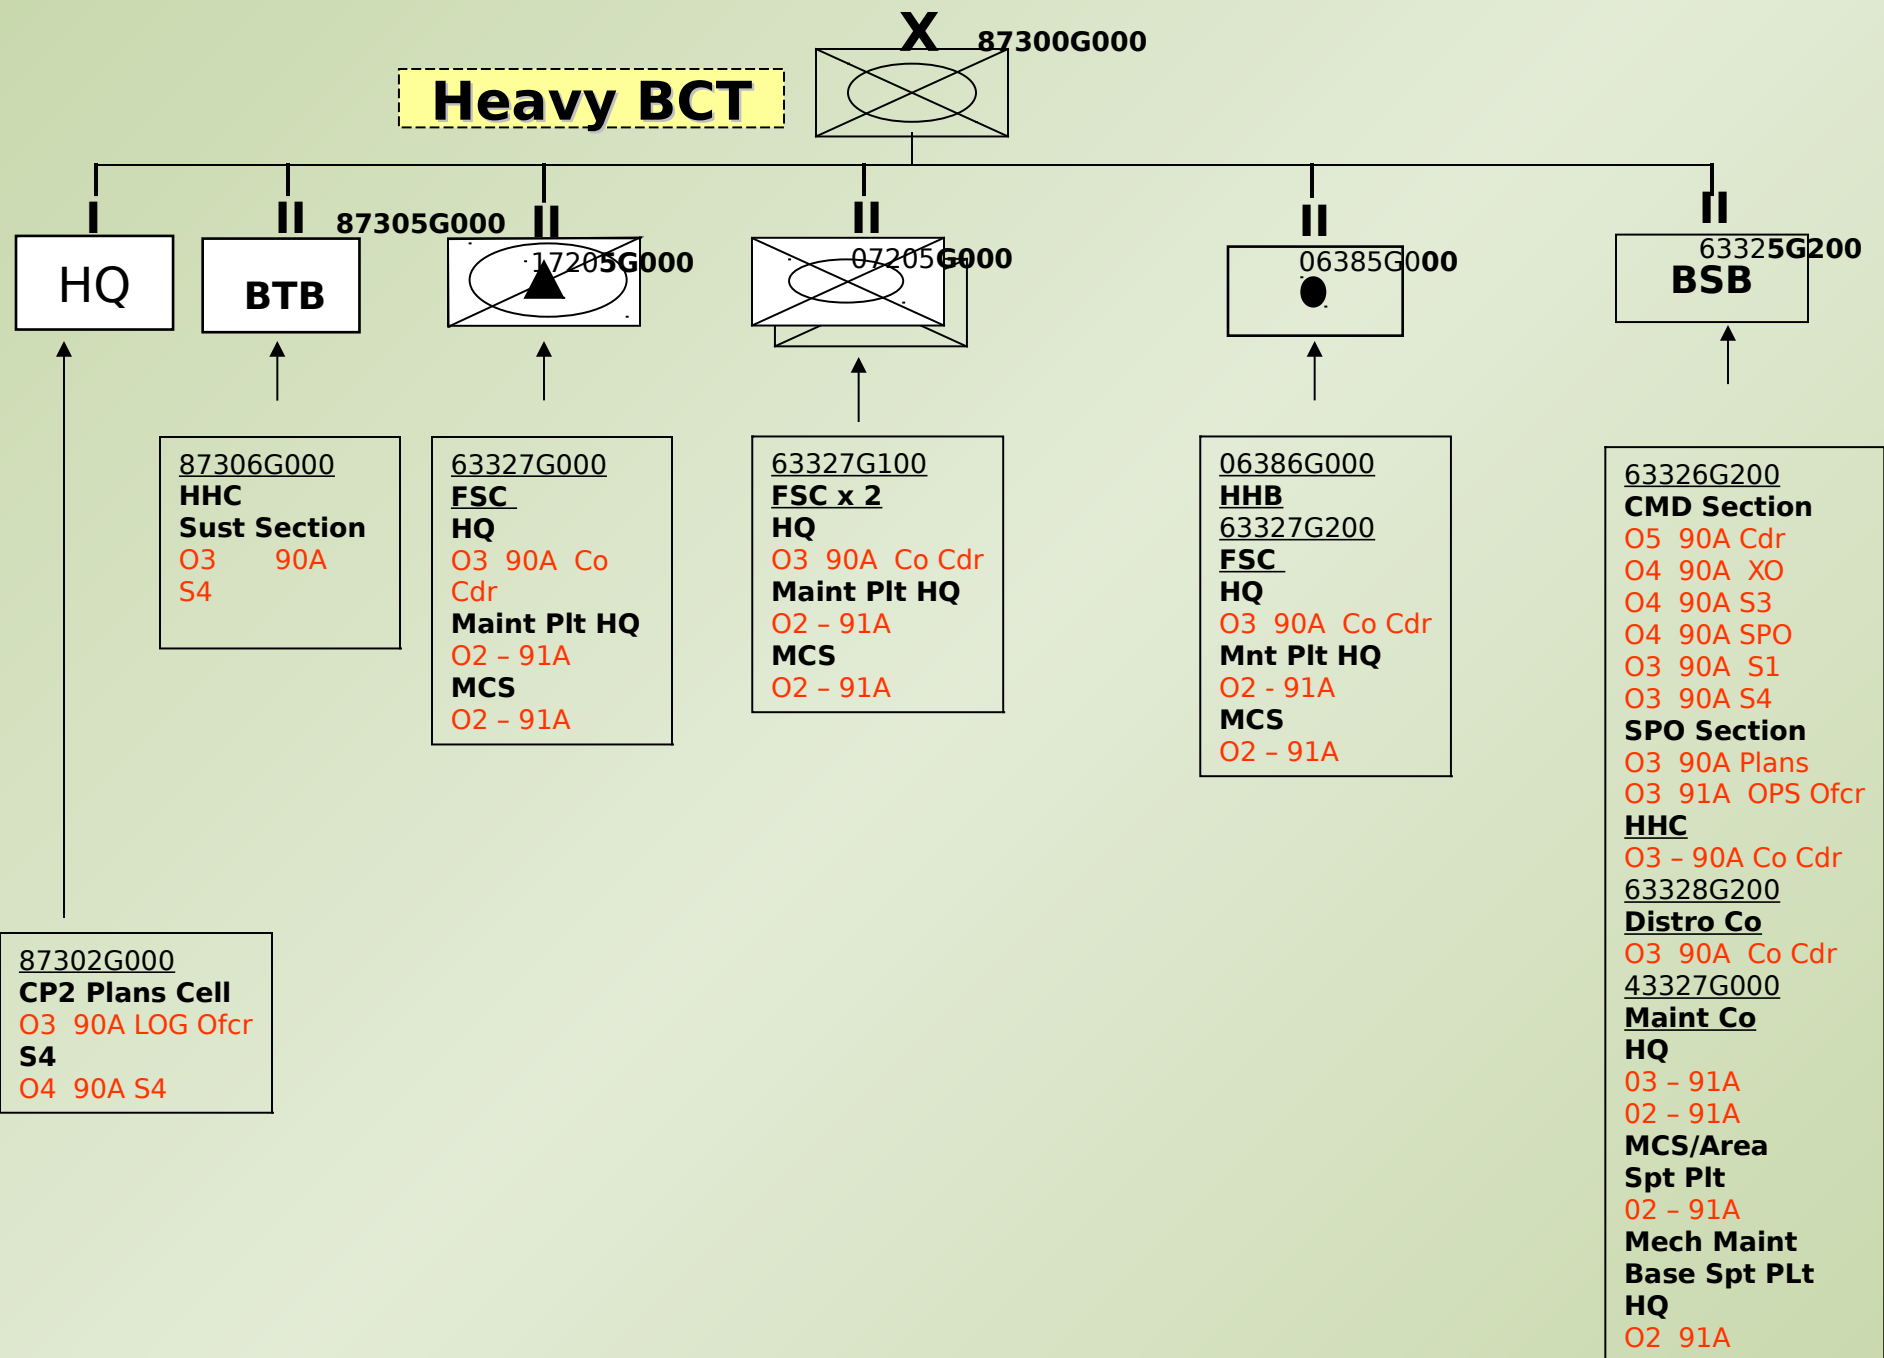 X
87300G000
Heavy BCT
I
II
87305G000
II
II
II
II
HQ
BTB
17205G000
07205G000
06385G000
63325G200
BSB
87306G000
HHC
Sust Section
O3 90A
S4
63327G000
FSC
HQ
O3 90A Co
Cdr
Maint Plt HQ
O2 – 91A
MCS
O2 – 91A
63327G100
FSC x 2
HQ
O3 90A Co Cdr
Maint Plt HQ
O2 – 91A
MCS
O2 – 91A
06386G000
HHB
63327G200
FSC
HQ
O3 90A Co Cdr
Mnt Plt HQ
O2 - 91A
MCS
O2 – 91A
63326G200
CMD Section
O5 90A Cdr
O4 90A XO
O4 90A S3
O4 90A SPO
O3 90A S1
O3 90A S4
SPO Section
O3 90A Plans
O3 91A OPS Ofcr
HHC
O3 – 90A Co Cdr
63328G200
Distro Co
O3 90A Co Cdr
43327G000
Maint Co
HQ
03 – 91A
02 – 91A
MCS/Area
Spt Plt
02 – 91A
Mech Maint
Base Spt PLt
HQ
O2 91A
87302G000
CP2 Plans Cell
O3 90A LOG Ofcr
S4
O4 90A S4